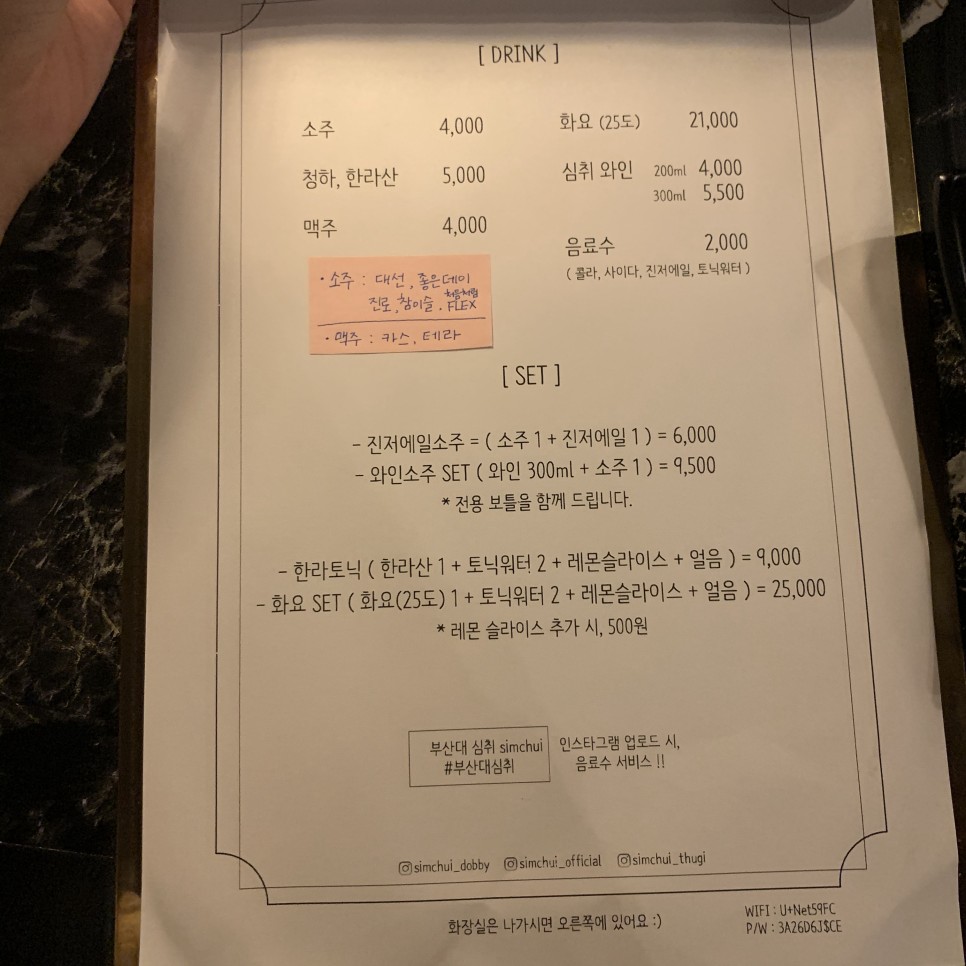 [ DRINK ]
소주 4,000
청하, 한라산 5,000
맥주 4,000
화요 (25도) 21,000
심취 와인 200ml 4,000
300ml 5,500
음료수 2,000
( 콜라, 사이다, 진저에일, 토닉워터 )
· 소주 : 대선, 좋은데이
진로, 참이슬, 처음처럼 FLEX
· 맥주 : 카스, 테라
[ SET ]
- 진저에일소주 = ( 소주 1 + 진저에일 1 ) = 6,000
- 와인소주 SET ( 와인 300ml + 소주 1 ) = 9,500
* 전용 보틀을 함께 드립니다.
- 한라토닉 ( 한라산 1 + 토닉워터 2 + 레몬슬라이스 + 얼음 ) = 9,000
- 화요 SET ( 화요(25도) 1 + 토닉워터 2 + 레몬슬라이스 + 얼음 ) = 25,000
* 레몬 슬라이스 추가 시, 500원
부산대 심취 simchui
#부산대심취
인스타그램 업로드 시,
음료수 서비스 !!
simchui_dobby simchui_official simchui_thugi
화장실은 나가시면 오른쪽에 있어요 :)
WIFI : U+Net59FC
P/W : 3A26D6J$CE